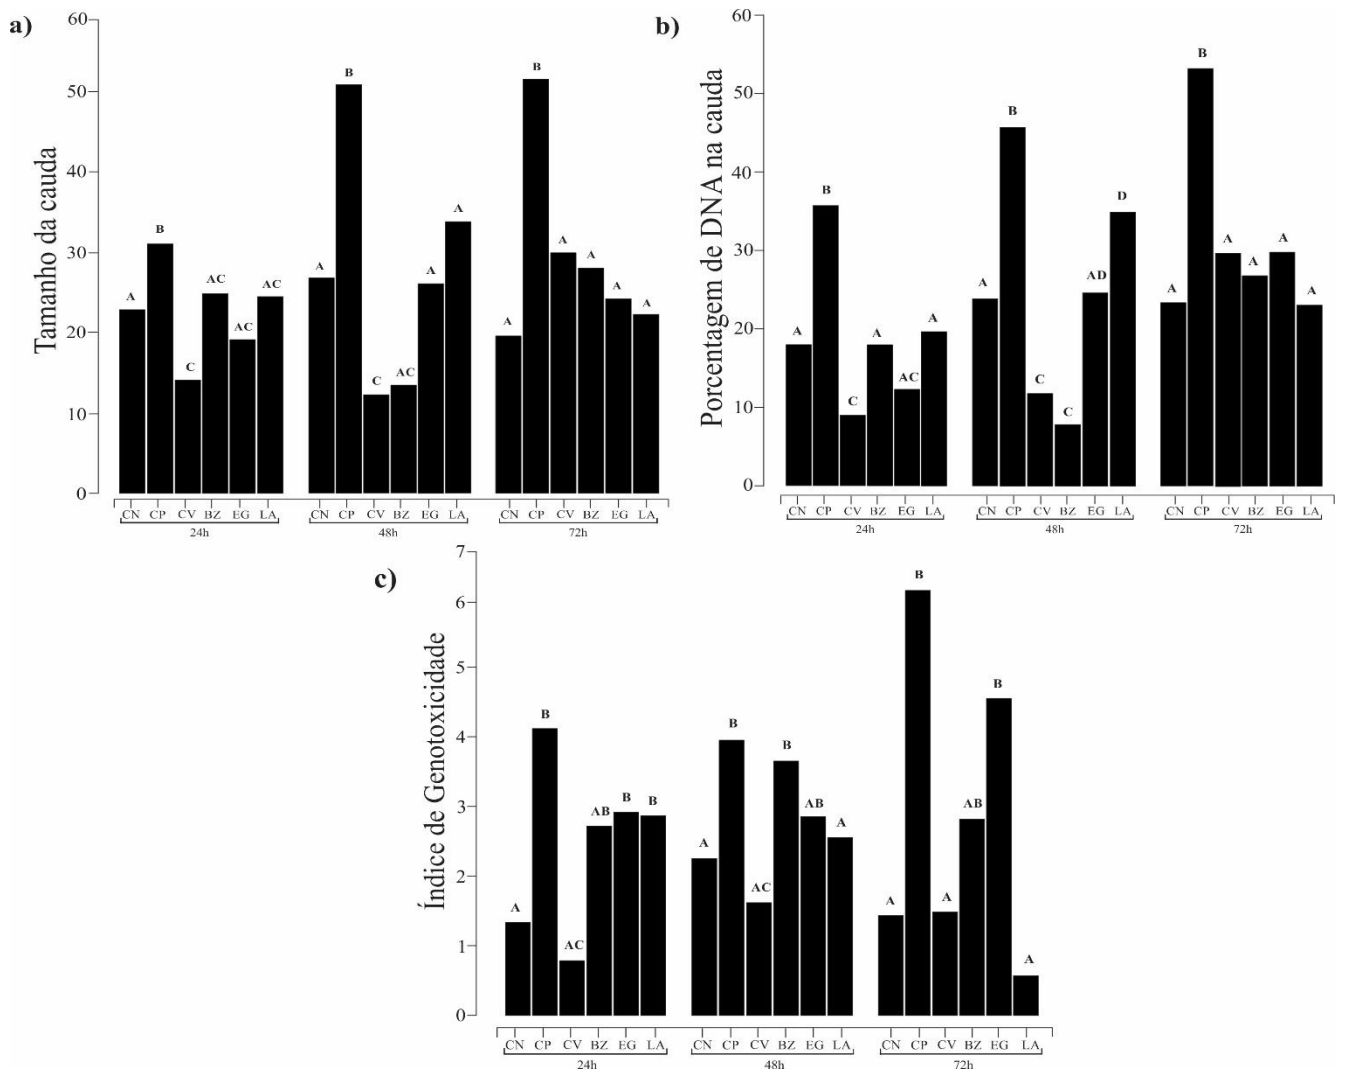 a)
Tamanho da cauda
60
50
40
30
20
10
0
A B C AC AC AC
A B C AC A A
A B A A A A
CN CP CV BZ EG LA
CN CP CV BZ EG LA
CN CP CV BZ EG LA
24h 48h 72h
b)
Porcentagem de DNA na cauda
60
50
40
30
20
10
0
A B C A AC A
A B C C AD D
A B A A A A
CN CP CV BZ EG LA
CN CP CV BZ EG LA
CN CP CV BZ EG LA
24h 48h 72h
c)
Índice de Genotoxicidade
7
6
5
4
3
2
1
0
A B AC AB B B
A B AC B AB A
A B A AB B A
CN CP CV BZ EG LA
CN CP CV BZ EG LA
CN CP CV BZ EG LA
24h 48h 72h